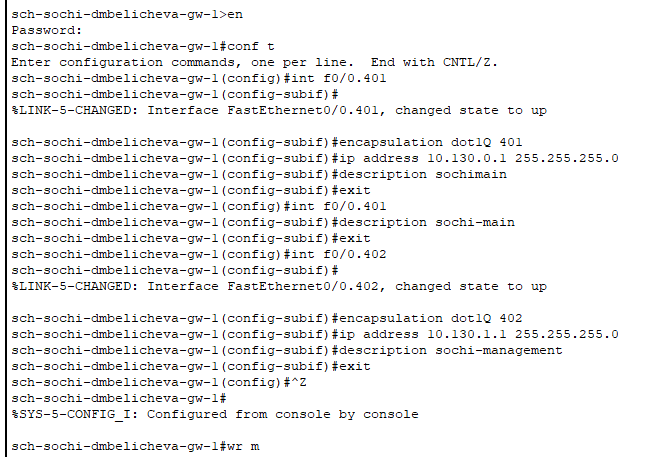 sch-sochi-dmbelicheva-gw-1>en
Password:
sch-sochi-dmbelicheva-gw-1#conf t
Enter configuration commands, one per line.  End with CNTL/Z.
sch-sochi-dmbelicheva-gw-1(config)#int f0/0.401
sch-sochi-dmbelicheva-gw-1(config-subif)#
%LINK-5-CHANGED: Interface FastEthernet0/0.401, changed state to up

sch-sochi-dmbelicheva-gw-1(config-subif)#encapsulation dot1Q 401
sch-sochi-dmbelicheva-gw-1(config-subif)#ip address 10.130.0.1 255.255.255.0
sch-sochi-dmbelicheva-gw-1(config-subif)#description sochimain
sch-sochi-dmbelicheva-gw-1(config-subif)#exit
sch-sochi-dmbelicheva-gw-1(config)#int f0/0.401
sch-sochi-dmbelicheva-gw-1(config-subif)#description sochi-main
sch-sochi-dmbelicheva-gw-1(config-subif)#exit
sch-sochi-dmbelicheva-gw-1(config)#int f0/0.402
sch-sochi-dmbelicheva-gw-1(config-subif)#
%LINK-5-CHANGED: Interface FastEthernet0/0.402, changed state to up

sch-sochi-dmbelicheva-gw-1(config-subif)#encapsulation dot1Q 402
sch-sochi-dmbelicheva-gw-1(config-subif)#ip address 10.130.1.1 255.255.255.0
sch-sochi-dmbelicheva-gw-1(config-subif)#description sochi-management
sch-sochi-dmbelicheva-gw-1(config-subif)#exit
sch-sochi-dmbelicheva-gw-1(config)#^Z
sch-sochi-dmbelicheva-gw-1#
%SYS-5-CONFIG_I: Configured from console by console

sch-sochi-dmbelicheva-gw-1#wr m